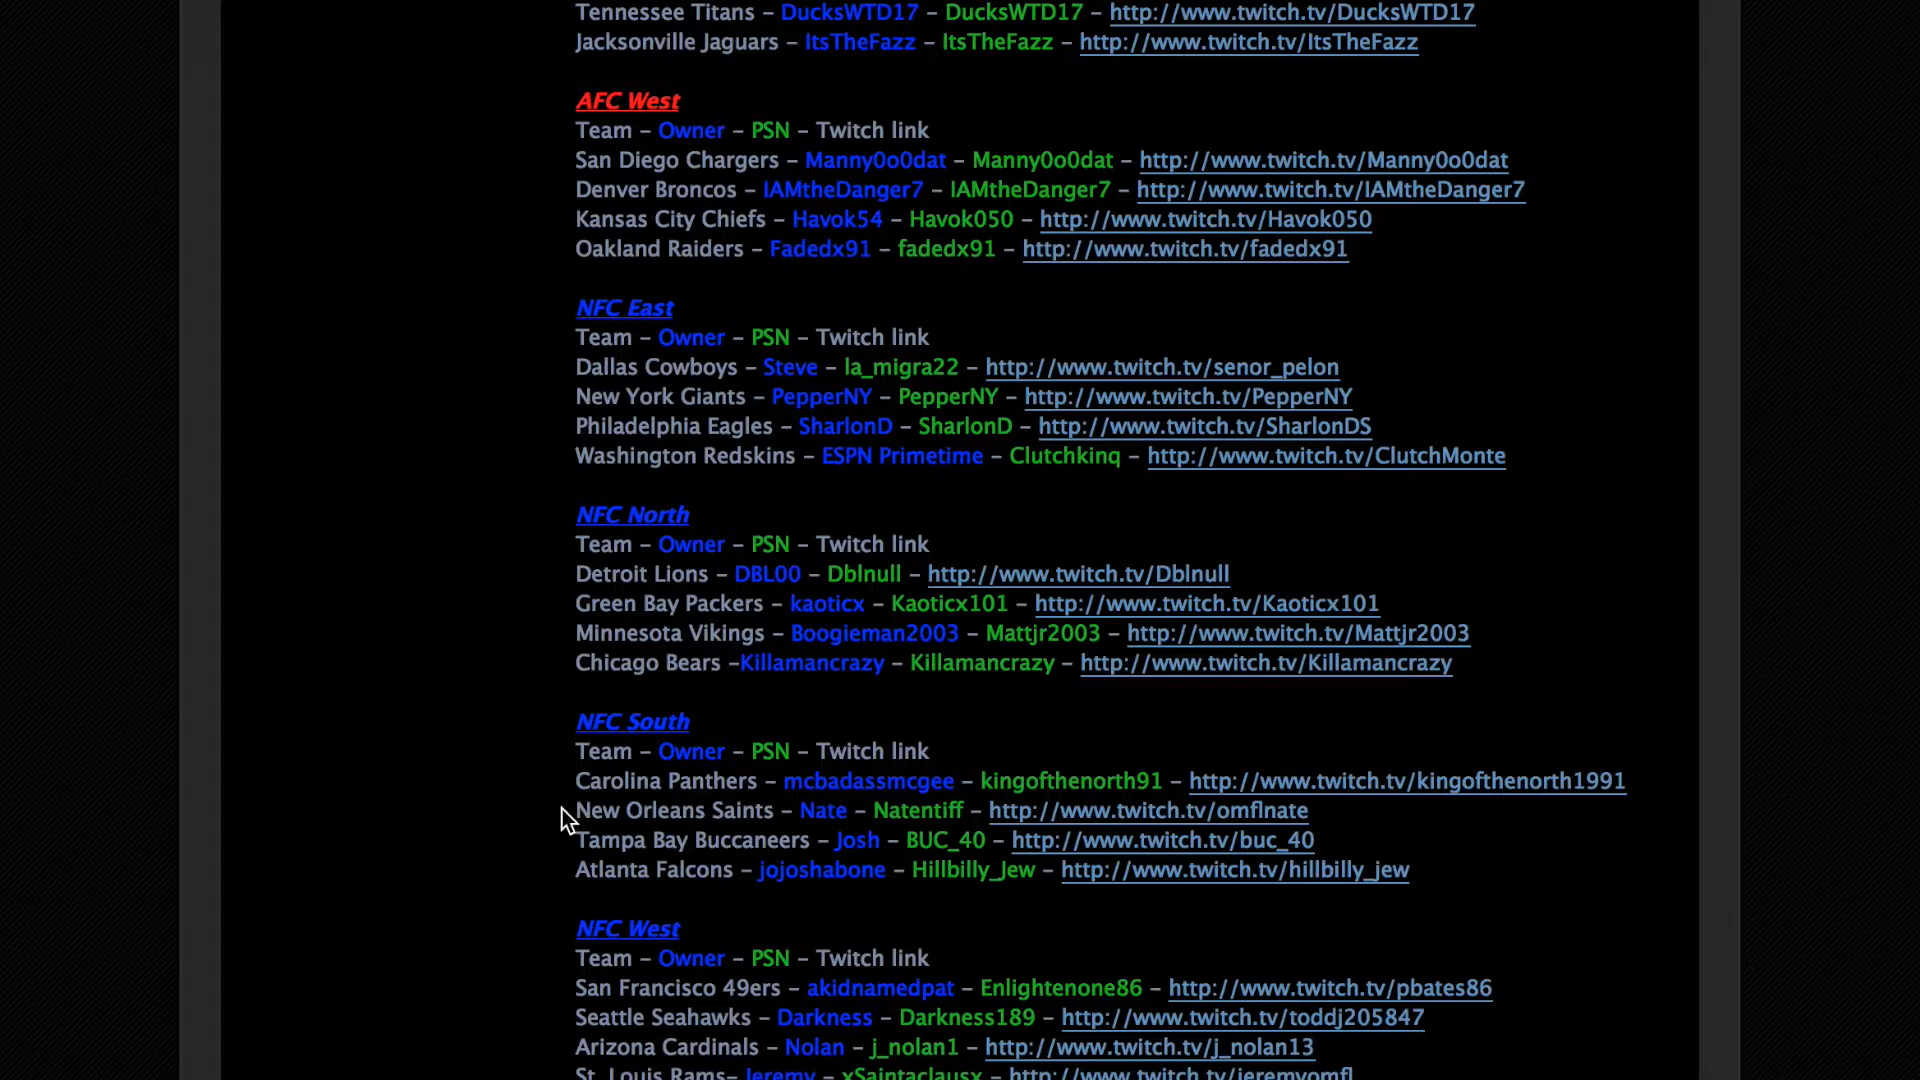 Tennessee Titans – DucksWTD17 – DucksWTD17 – http://www.twitch.tv/DucksWTD17
Jacksonville Jaguars – ItsTheFazz – ItsTheFazz – http://www.twitch.tv/ItsTheFazz
AFC West
Team – Owner – PSN – Twitch link
San Diego Chargers – Manny0o0dat – Manny0o0dat – http://www.twitch.tv/Manny0o0dat
Denver Broncos – IAMtheDanger7 – IAMtheDanger7 – http://www.twitch.tv/IAMtheDanger7
Kansas City Chiefs – Havok54 – Havok050 – http://www.twitch.tv/Havok050
Oakland Raiders – Fadedx91 – fadedx91 – http://www.twitch.tv/fadedx91
NFC East
Team – Owner – PSN – Twitch link
Dallas Cowboys – Steve – la_migra22 – http://www.twitch.tv/senor_pelon
New York Giants – PepperNY – PepperNY – http://www.twitch.tv/PepperNY
Philadelphia Eagles – SharlonD – SharlonD – http://www.twitch.tv/SharlonDS
Washington Redskins – ESPN Primetime – Clutchkinq – http://www.twitch.tv/ClutchMonte
NFC North
Team – Owner – PSN – Twitch link
Detroit Lions – DBL00 – Dblnull – http://www.twitch.tv/Dblnull
Green Bay Packers – kaoticx – Kaoticx101 – http://www.twitch.tv/Kaoticx101
Minnesota Vikings – Boogieman2003 – Mattjr2003 – http://www.twitch.tv/Mattjr2003
Chicago Bears –Killamancrazy – Killamancrazy – http://www.twitch.tv/Killamancrazy
NFC South
Team – Owner – PSN – Twitch link
Carolina Panthers – mcbadassmcgee – kingofthenorth91 – http://www.twitch.tv/kingofthenorth1991
New Orleans Saints – Nate – Natentiff – http://www.twitch.tv/omflnate
Tampa Bay Buccaneers – Josh – BUC_40 – http://www.twitch.tv/buc_40
Atlanta Falcons – jojoshabone – Hillbilly_Jew – http://www.twitch.tv/hillbilly_jew
NFC West
Team – Owner – PSN – Twitch link
San Francisco 49ers – akidnamedpat – Enlightenone86 – http://www.twitch.tv/pbates86
Seattle Seahawks – Darkness – Darkness189 – http://www.twitch.tv/toddj205847
Arizona Cardinals – Nolan – j_nolan1 – http://www.twitch.tv/j_nolan13
St. Louis Rams– Jeremy – xSaintaclausx – http://www.twitch.tv/jeremyomfl